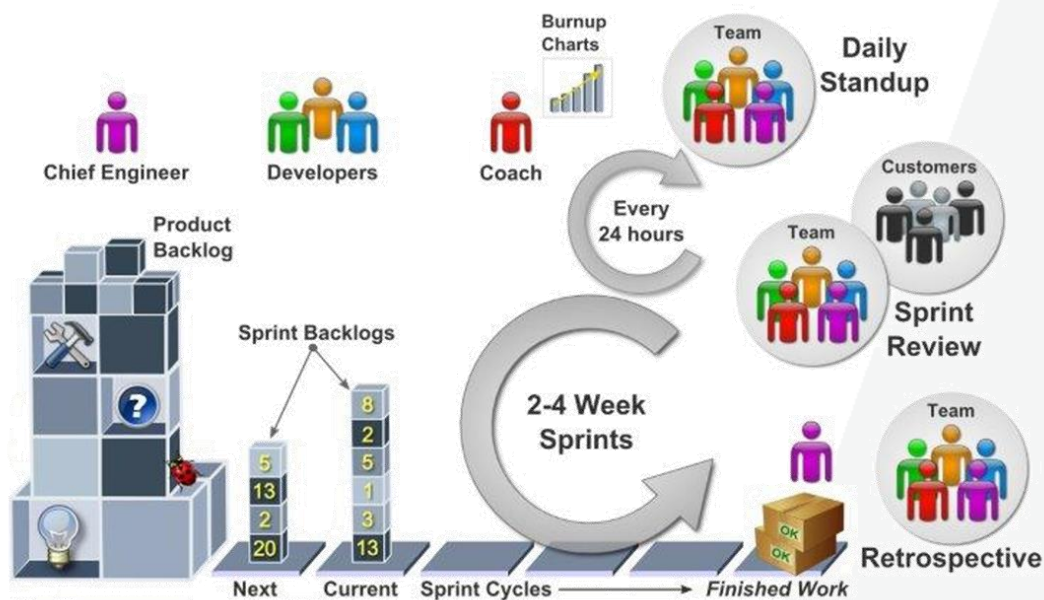 Burnup
Charts
Team
Daily
Standup
Chief Engineer
Developers
Coach
Customers
Every
24 hours
Team
Product
Backlog
Sprint
Review
Sprint Backlogs
?
8
2
5
1
3
13
5
13
2
20
2-4 Week
Sprints
Team
OK
OK
Retrospective
Next
Current
Sprint Cycles
Finished Work